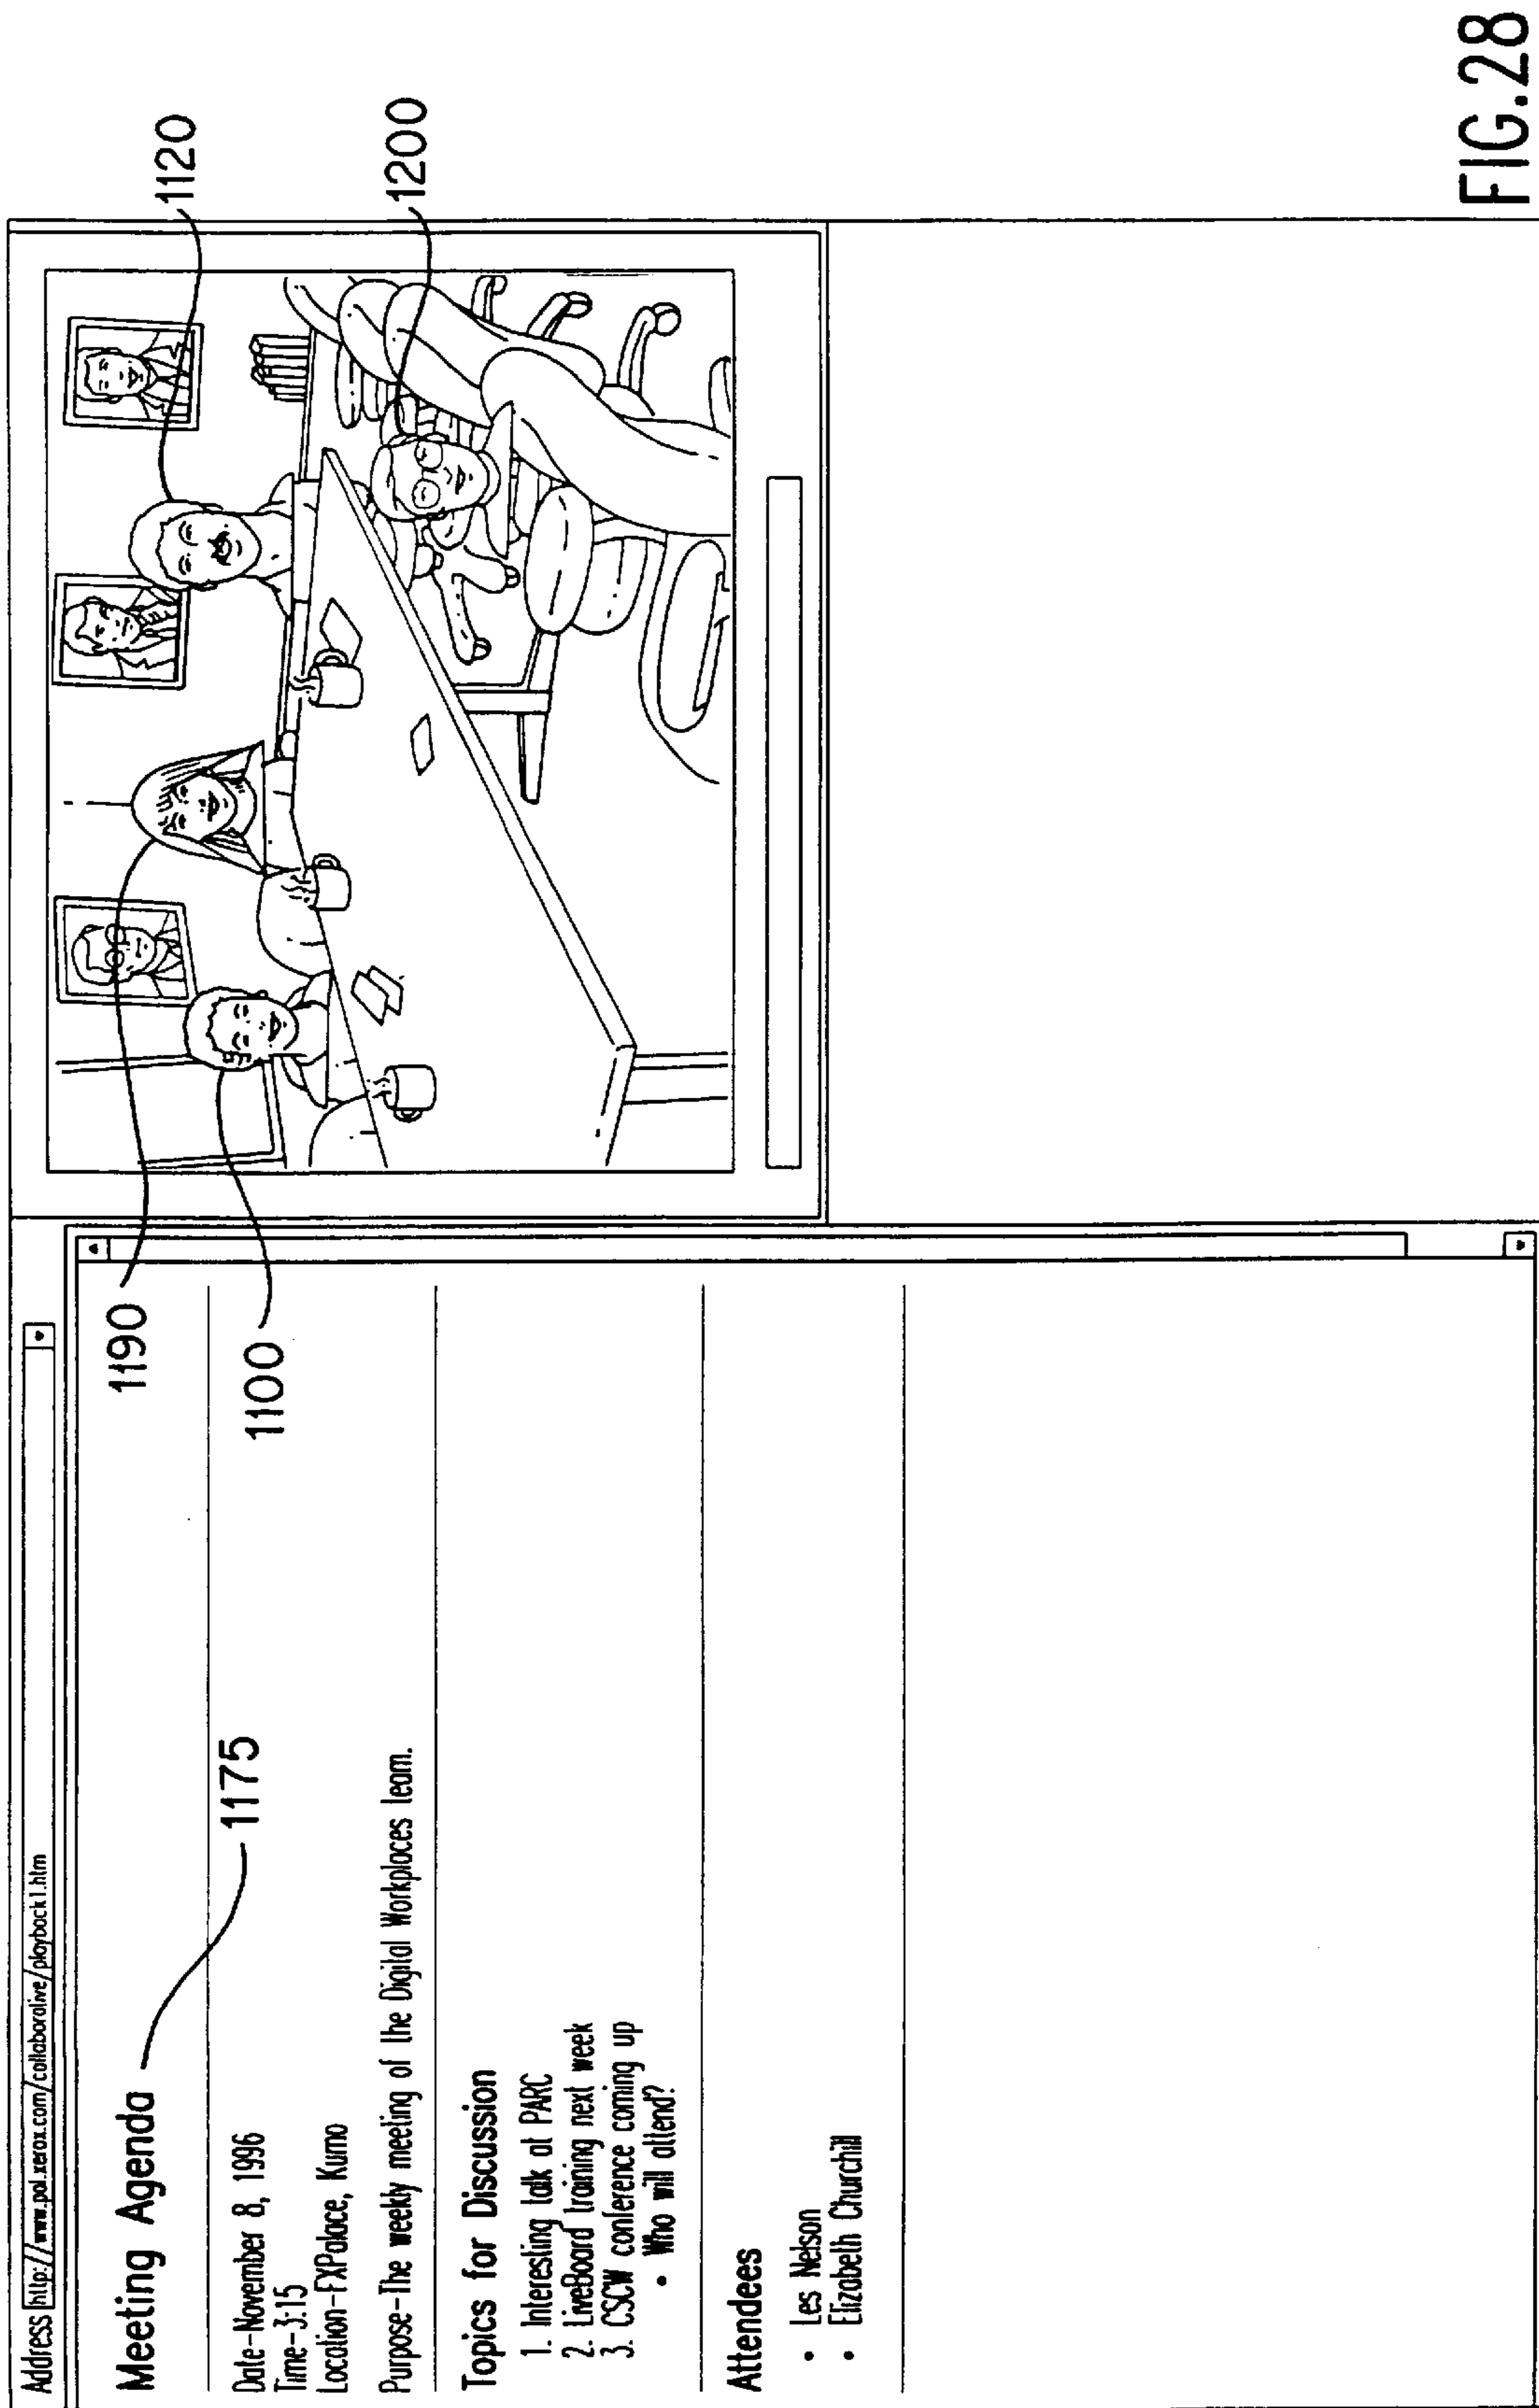 Address http://www.pal.xerox.com/collaborative/playback1.htm
Meeting Agenda
1175
1190
1100
1120
1200
Date-November 8, 1996
Time-3:15
Location-FXPalace, Kumo
Purpose-The weekly meeting of the Digital Workplaces team.
Topics for Discussion
1. Interesting talk at PARC
2. LiveBoard training next week
3. CSCW conference coming up
• Who will attend?
Attendees
• Les Nelson
• Elizabeth Churchill
FIG.28